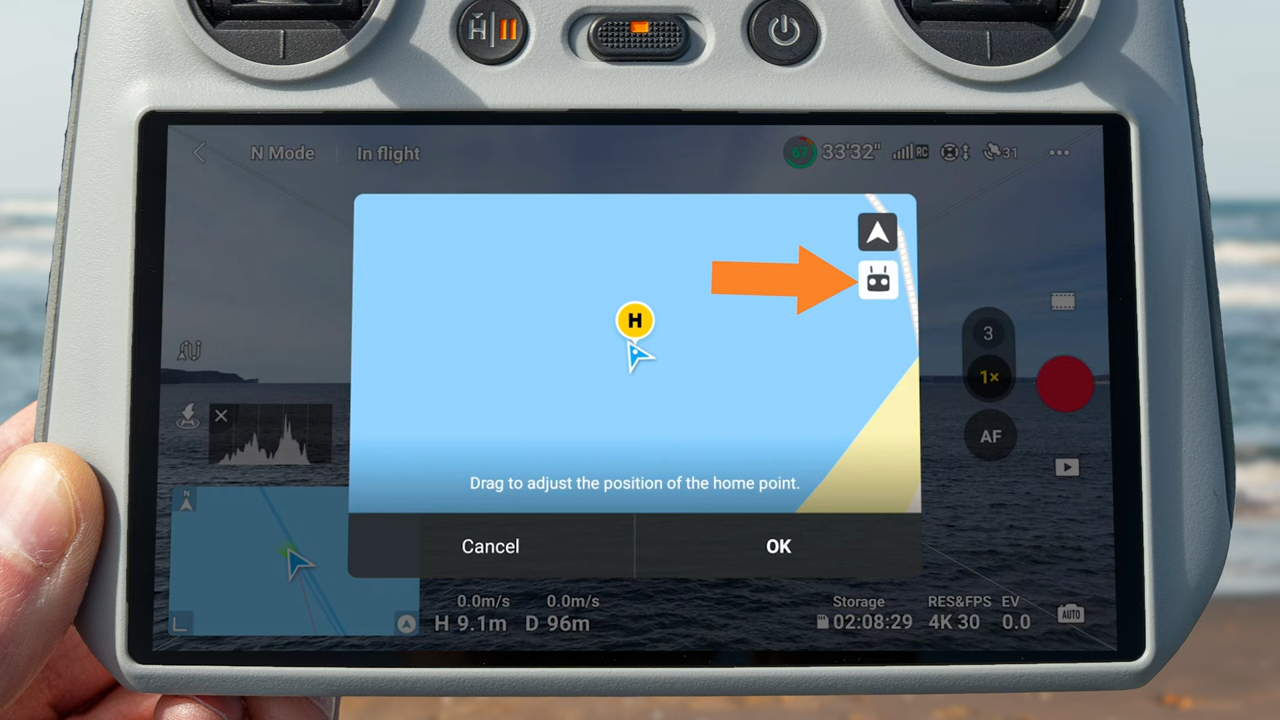 H
N Mode
In flight
67
33'32"
RC
31
H
3
1×
AF
Drag to adjust the position of the home point.
Cancel
OK
N
0.0m/s 0.0m/s
H 9.1m D 96m
Storage
02:08:29
RES&FPS
4K 30
EV
0.0
AUTO